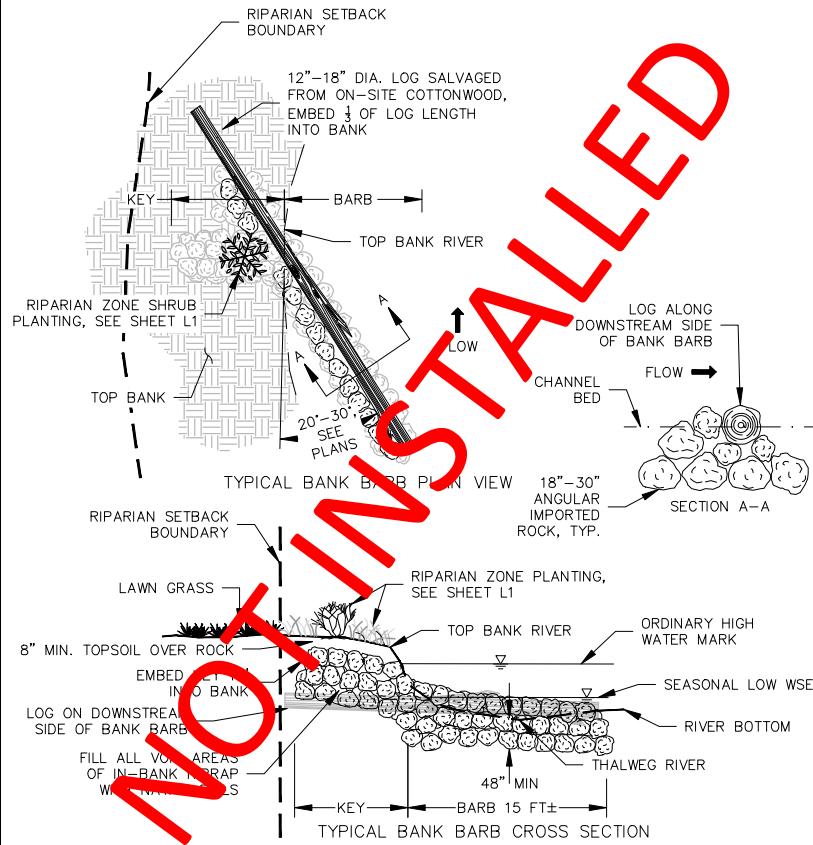 RIPARIAN SETBACK
BOUNDARY
12"-18" DIA. LOG SALVAGED
FROM ON-SITE COTTONWOOD,
EMBED 1/3 OF LOG LENGTH
INTO BANK
KEY
BARB
TOP BANK RIVER
RIPARIAN ZONE SHRUB
PLANTING, SEE SHEET L1
TOP BANK
A
A
LOW
20'-30',
SEE
PLANS
TYPICAL BANK BARB PLAN VIEW
LOG ALONG
DOWNSTREAM SIDE
OF BANK BARB
FLOW
CHANNEL
BED
18"-30"
ANGULAR
IMPORTED
ROCK, TYP.
SECTION A-A
NOT INSTALLED
RIPARIAN SETBACK
BOUNDARY
LAWN GRASS
8" MIN. TOPSOIL OVER ROCK
EMBED KEY
INTO BANK
LOG ON DOWNSTREAM
SIDE OF BANK BARB
FILL ALL VOID AREAS
OF IN-BANK RIPRAP
RIPARIAN ZONE PLANTING,
SEE SHEET L1
TOP BANK RIVER
ORDINARY HIGH
WATER MARK
SEASONAL LOW WSE
RIVER BOTTOM
THALWEG RIVER
48" MIN
KEY
BARB 15 FT±
TYPICAL BANK BARB CROSS SECTION